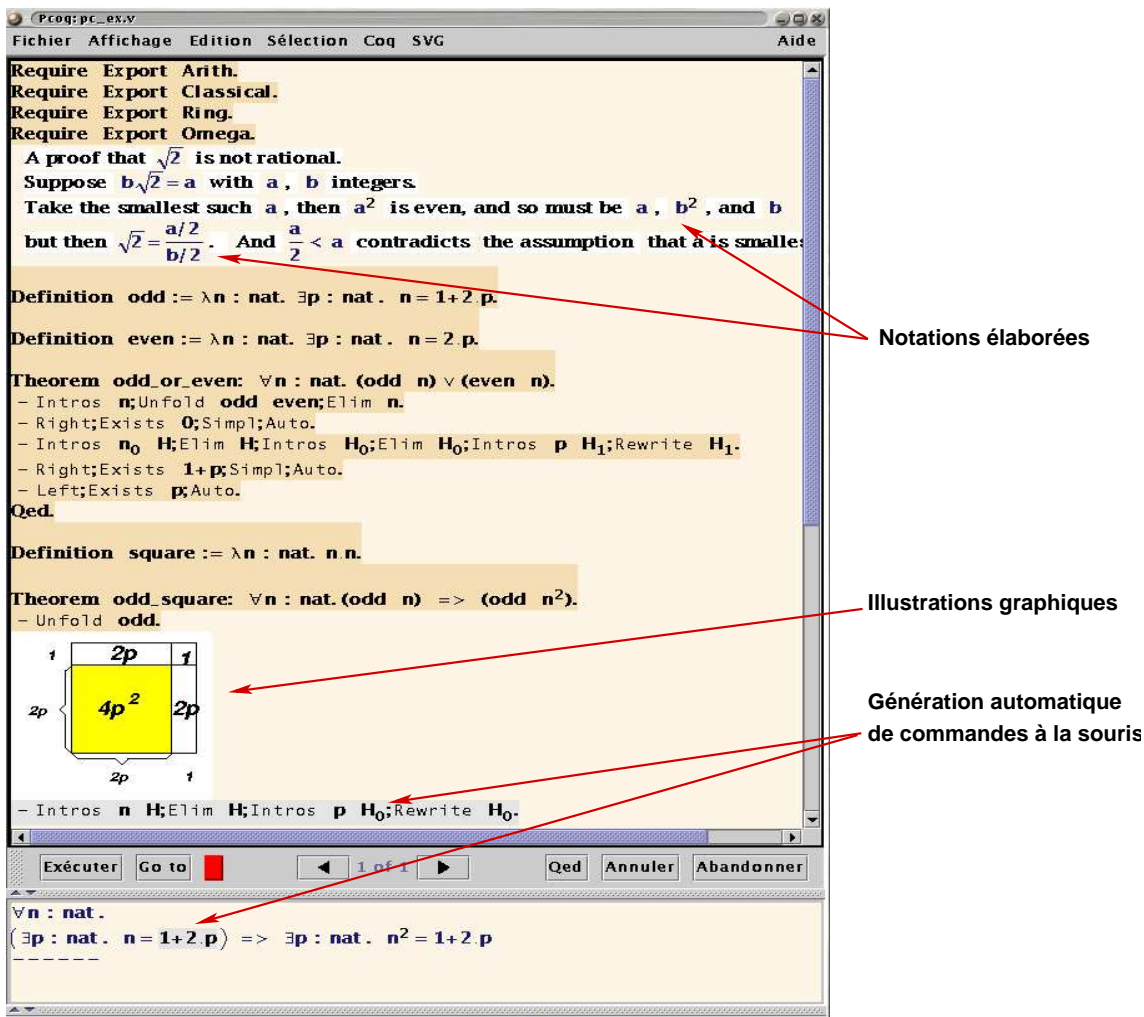 Pcoq: pc_ex.v
Fichier Affichage Edition Sélection Coq SVG Aide
Require Export Arith.
Require Export Classical.
Require Export Ring.
Require Export Omega.
A proof that √2 is not rational.
Suppose b√2 = a with a , b integers.
Take the smallest such a , then a² is even, and so must be a , b² , and b
but then √2 = (a/2)/(b/2) . And a/2 < a contradicts the assumption that a is smalles
Notations élaborées
Definition odd := λn : nat. ∃p : nat . n = 1+2.p.
Definition even := λn : nat. ∃p : nat . n = 2.p.
Theorem odd_or_even: ∀n : nat. (odd n) ∨ (even n).
– Intros n;Unfold odd even;Elim n.
– Right;Exists 0;Simpl;Auto.
– Intros n₀ H;Elim H;Intros H₀;Elim H₀;Intros p H₁;Rewrite H₁.
– Right;Exists 1+p;Simpl;Auto.
– Left;Exists p;Auto.
Qed.
Definition square := λn : nat. n.n.
Theorem odd_square: ∀n : nat.(odd n) => (odd n²).
– Unfold odd.
Illustrations graphiques
1 2p 1
2p 4p² 2p
2p 1
Génération automatique
de commandes à la souris
– Intros n H;Elim H;Intros p H₀;Rewrite H₀.
Exécuter Go to 1 of 1 Qed Annuler Abandonner
∀n : nat .
(∃p : nat . n = 1+2.p) => ∃p : nat . n² = 1+2.p
------